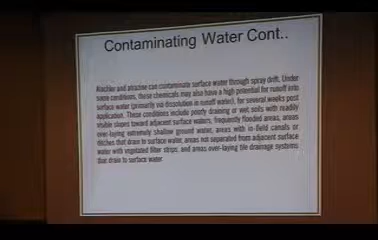 Contaminating Water Cont..
Alachlor and atrazine can contaminate surface water through spray drift. Under
some conditions, these chemicals may also have a high potential for runoff into
surface water (primarily via dissolution in runoff water), for several weeks post
application. These conditions include poorly draining or wet soils with readily
visible slopes toward adjacent surface waters, frequently flooded areas, areas
over-laying extremely shallow ground water, areas with in-field canals or
ditches that drain to surface water, areas not separated from adjacent surface
water with vegetated filter strips, and areas over-laying tile drainage systems
that drain to surface water.